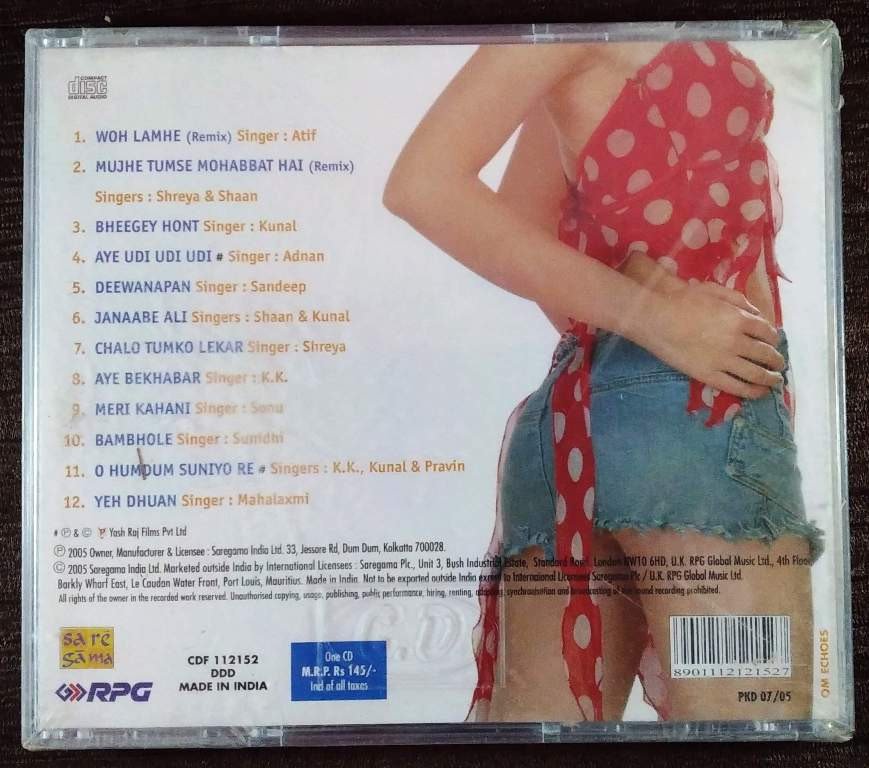 COMPACT
disc
DIGITAL AUDIO
1. WOH LAMHE (Remix) Singer : Atif
2. MUJHE TUMSE MOHABBAT HAI (Remix)
Singers : Shreya & Shaan
3. BHEEGEY HONT Singer : Kunal
4. AYE UDI UDI UDI # Singer : Adnan
5. DEEWANAPAN Singer : Sandeep
6. JANAABE ALI Singers : Shaan & Kunal
7. CHALO TUMKO LEKAR Singer : Shreya
8. AYE BEKHABAR Singer : K.K.
9. MERI KAHANI Singer : Sonu
10. BAMBHOLE Singer : Sunidhi
11. O HUMDUM SUNIYO RE # Singers : K.K., Kunal & Pravin
12. YEH DHUAN Singer : Mahalaxmi
# ℗ & © Yash Raj Films Pvt Ltd
℗ 2005 Owner, Manufacturer & Licensee : Saregama India Ltd. 33, Jessore Rd, Dum Dum, Kolkatta 700028.
© 2005 Saregama India Ltd. Marketed outside India by International Licensees : Saregama Plc., Unit 3, Bush Industrial Estate, Standard Road, London NW10 6HD, U.K. RPG Global Music Ltd., 4th Floor,
Barkly Wharf East, Le Caudan Water Front, Port Louis, Mauritius. Made in India. Not to be exported outside India except to International Licensees Saregama Plc / U.K. RPG Global Music Ltd.
All rights of the owner in the recorded work reserved. Unauthorised copying, usage, publishing, public performance, hiring, renting, adapting, synchronisation and broadcasting of this sound recording prohibited.
sa re
gama
RPG
CDF 112152
DDD
MADE IN INDIA
One CD
M.R.P. Rs 145/-
Incl of all taxes
C.D
8901112121527
PKD 07/05
OM ECHOES